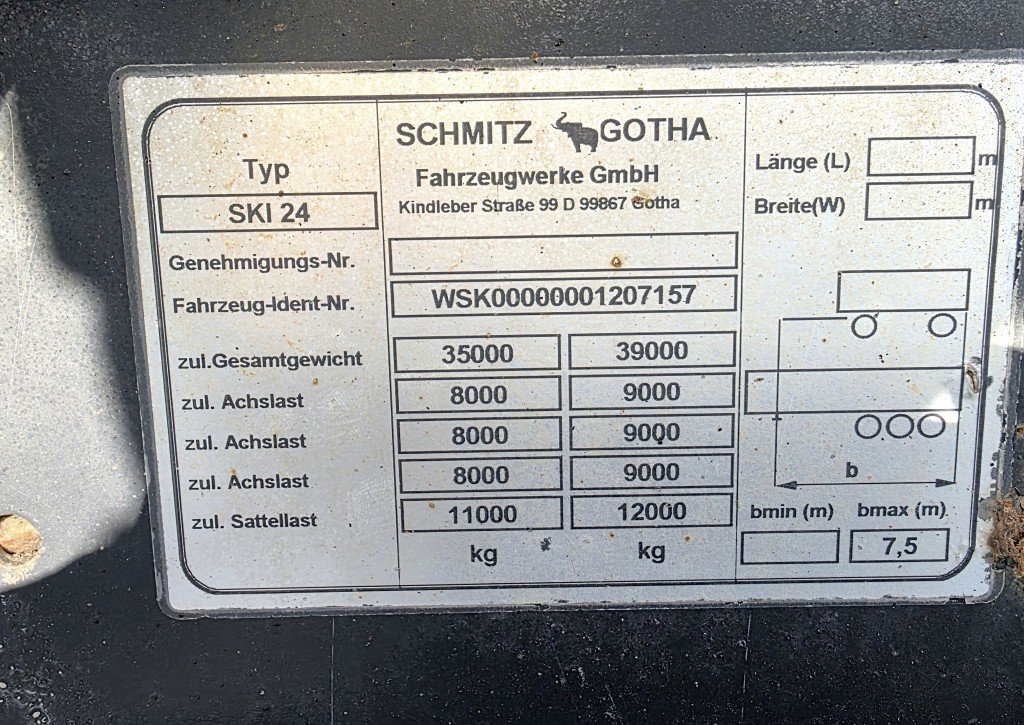 SCHMITZ GOTHA
Fahrzeugwerke GmbH
Kindleber Straße 99 D 99867 Gotha
Typ
SKI 24
Genehmigungs-Nr.
Fahrzeug-Ident-Nr. WSK00000001207157
zul.Gesamtgewicht 35000 39000
zul. Achslast 8000 9000
zul. Achslast 8000 9000
zul. Achslast 8000 9000
zul. Sattellast 11000 12000
kg kg
Länge (L) m
Breite(W) m
b
bmin (m) bmax (m)
7,5